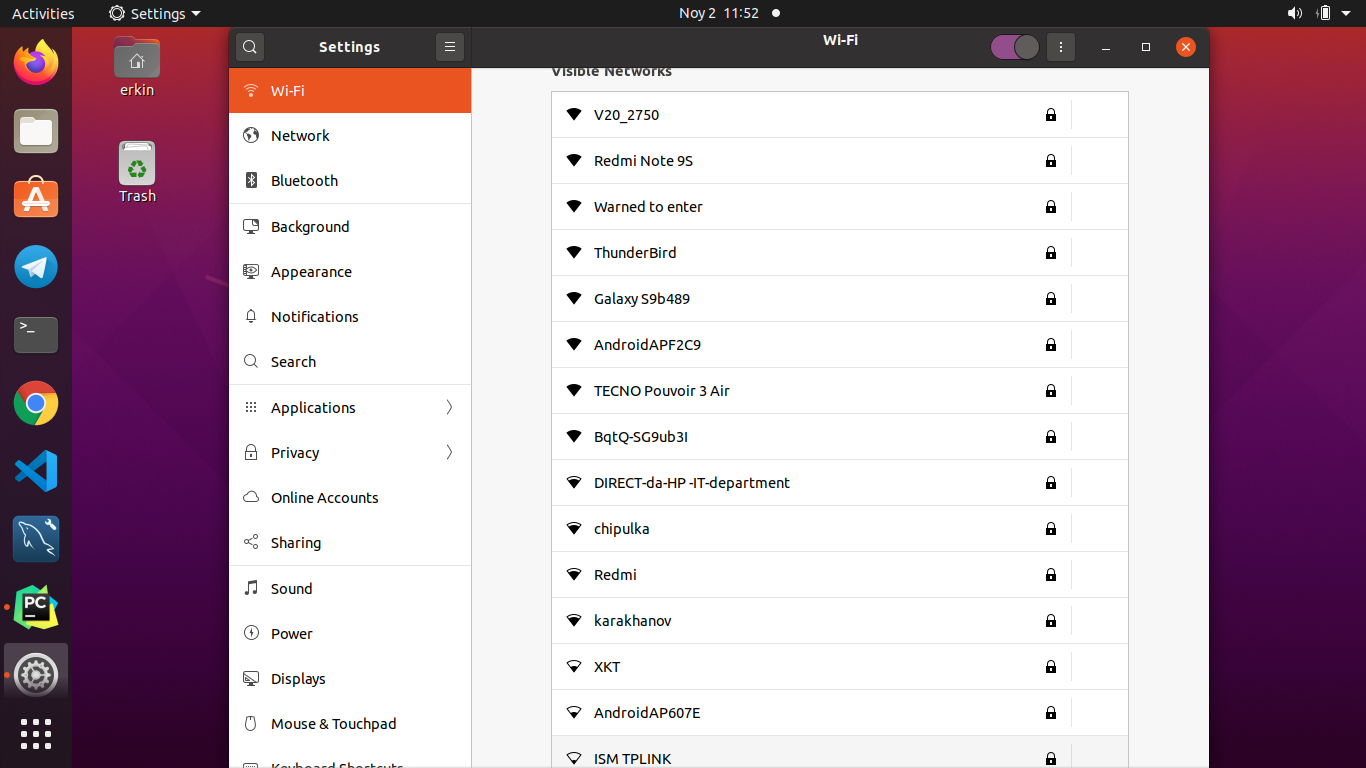 Activities
Settings
Noy 2 11:52
erkin
Trash
Settings
Wi-Fi
Wi-Fi
Network
Bluetooth
Background
Appearance
Notifications
Search
Applications
Privacy
Online Accounts
Sharing
Sound
Power
Displays
Mouse & Touchpad
Keyboard Shortcuts
Visible Networks
V20_2750
Redmi Note 9S
Warned to enter
ThunderBird
Galaxy S9b489
AndroidAPF2C9
TECNO Pouvoir 3 Air
BqtQ-SG9ub3I
DIRECT-da-HP -IT-department
chipulka
Redmi
karakhanov
XKT
AndroidAP607E
ISM TPLINK
>_
PC